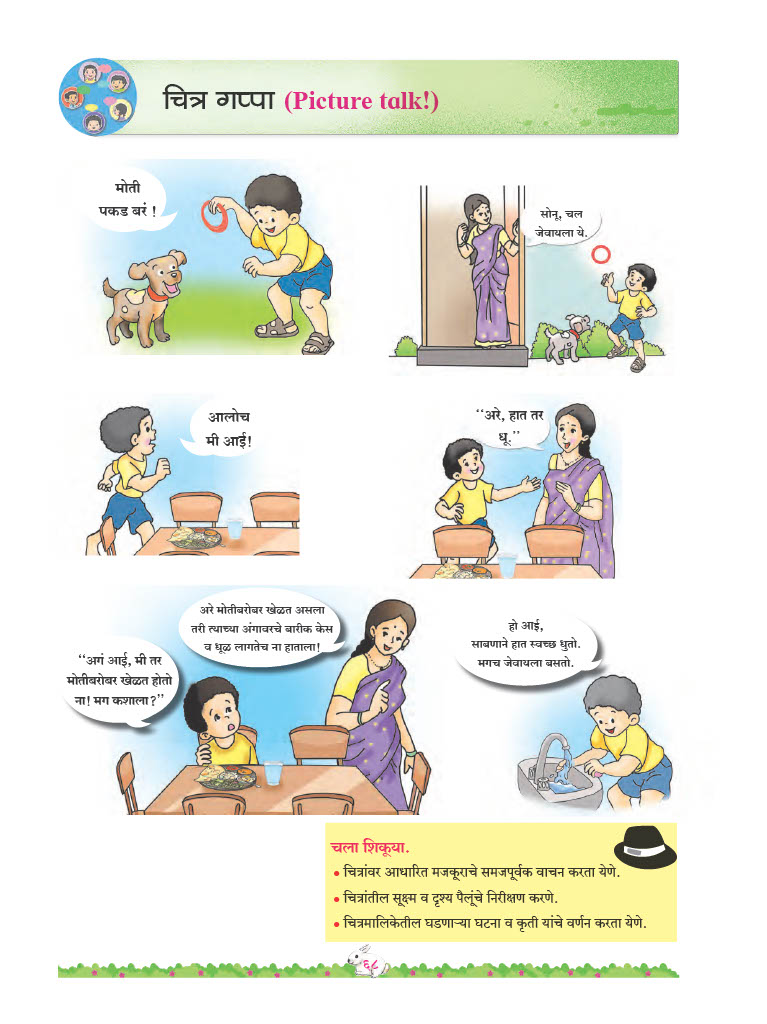 चित्र गप्पा (Picture talk!)
मोती
पकड बरं !
सोनू, चल
जेवायला ये.
आलोच
मी आई!
“अरे, हात तर
धू.”
“अगं आई, मी तर
मोतीबरोबर खेळत होतो
ना! मग कशाला?”
अरे मोतीबरोबर खेळत असला
तरी त्याच्या अंगावरचे बारीक केस
व धूळ लागतेच ना हाताला!
हो आई,
साबणाने हात स्वच्छ धुतो.
मगच जेवायला बसतो.
चला शिकूया.
• चित्रांवर आधारित मजकूराचे समजपूर्वक वाचन करता येणे.
• चित्रांतील सूक्ष्म व दृश्य पैलूंचे निरीक्षण करणे.
• चित्रमालिकेतील घडणाऱ्या घटना व कृती यांचे वर्णन करता येणे.
६८